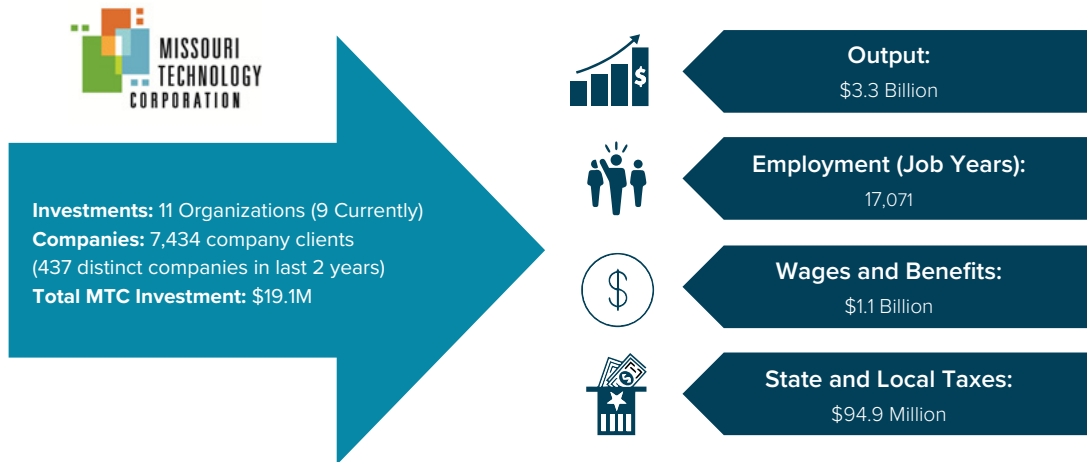 MISSOURI
TECHNOLOGY
CORPORATION
Investments: 11 Organizations (9 Currently)
Companies: 7,434 company clients
(437 distinct companies in last 2 years)
Total MTC Investment: $19.1M
$
Output:
$3.3 Billion
Employment (Job Years):
17,071
$
Wages and Benefits:
$1.1 Billion
$
State and Local Taxes:
$94.9 Million